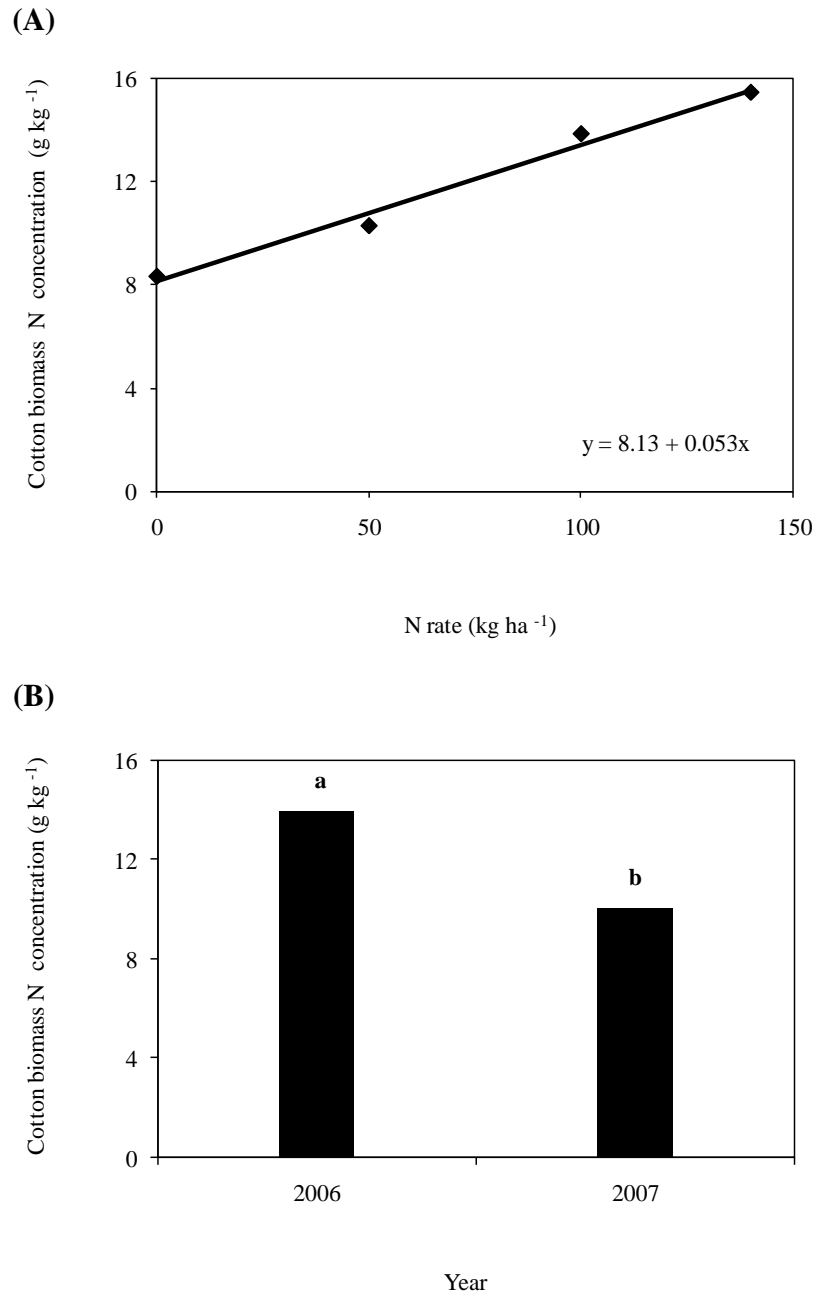 (A)
Cotton biomass N concentration (g kg⁻¹)
16
12
8
4
0
y = 8.13 + 0.053x
0 50 100 150
N rate (kg ha⁻¹)
(B)
Cotton biomass N concentration (g kg⁻¹)
16
12
8
4
0
a
b
2006 2007
Year